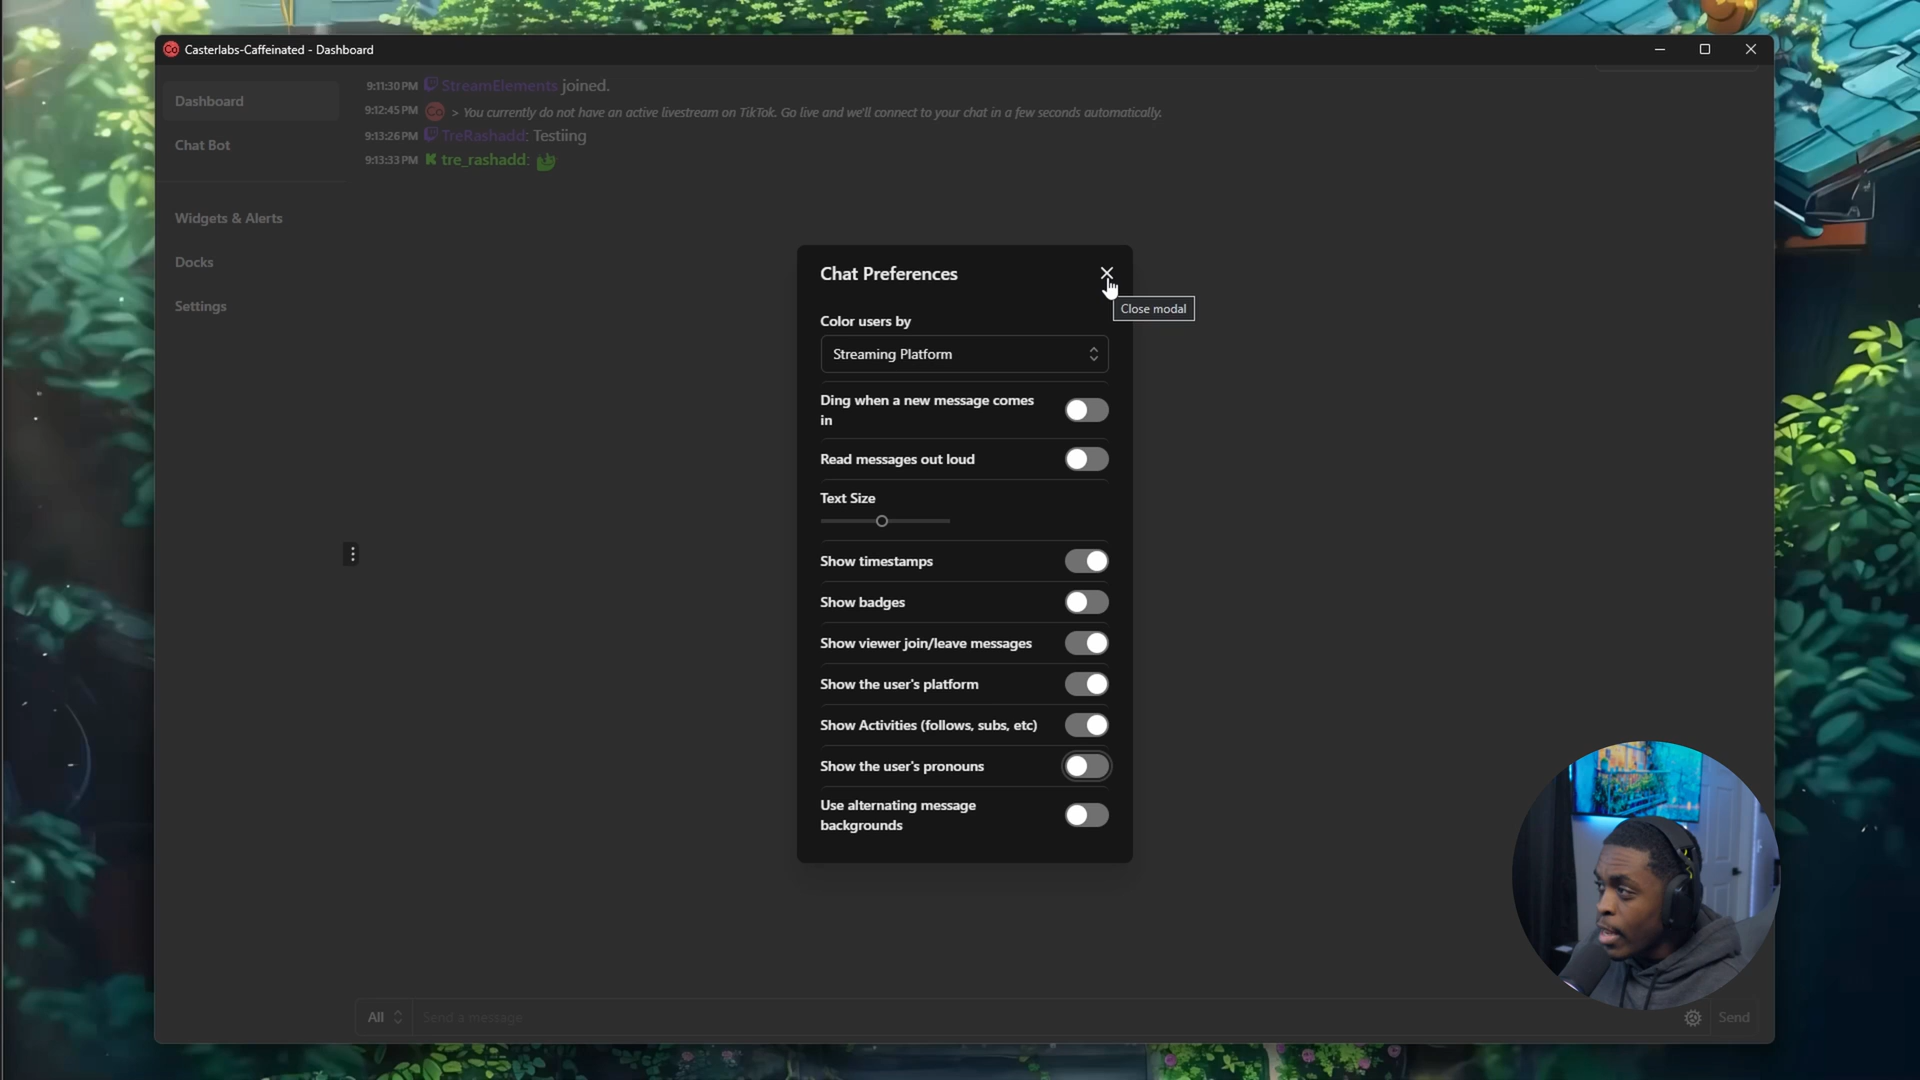 Co Casterlabs-Caffeinated - Dashboard
Dashboard
Chat Bot
Widgets & Alerts
Docks
Settings
9:11:30 PM StreamElements joined.
9:12:45 PM Co > You currently do not have an active livestream on TikTok. Go live and we'll connect to your chat in a few seconds automatically.
9:13:26 PM TreRashadd: Testiing
9:13:33 PM K tre_rashadd:
Chat Preferences
Close modal
Color users by
Streaming Platform
Ding when a new message comes
in
Read messages out loud
Text Size
Show timestamps
Show badges
Show viewer join/leave messages
Show the user's platform
Show Activities (follows, subs, etc)
Show the user's pronouns
Use alternating message
backgrounds
All Send a message Send